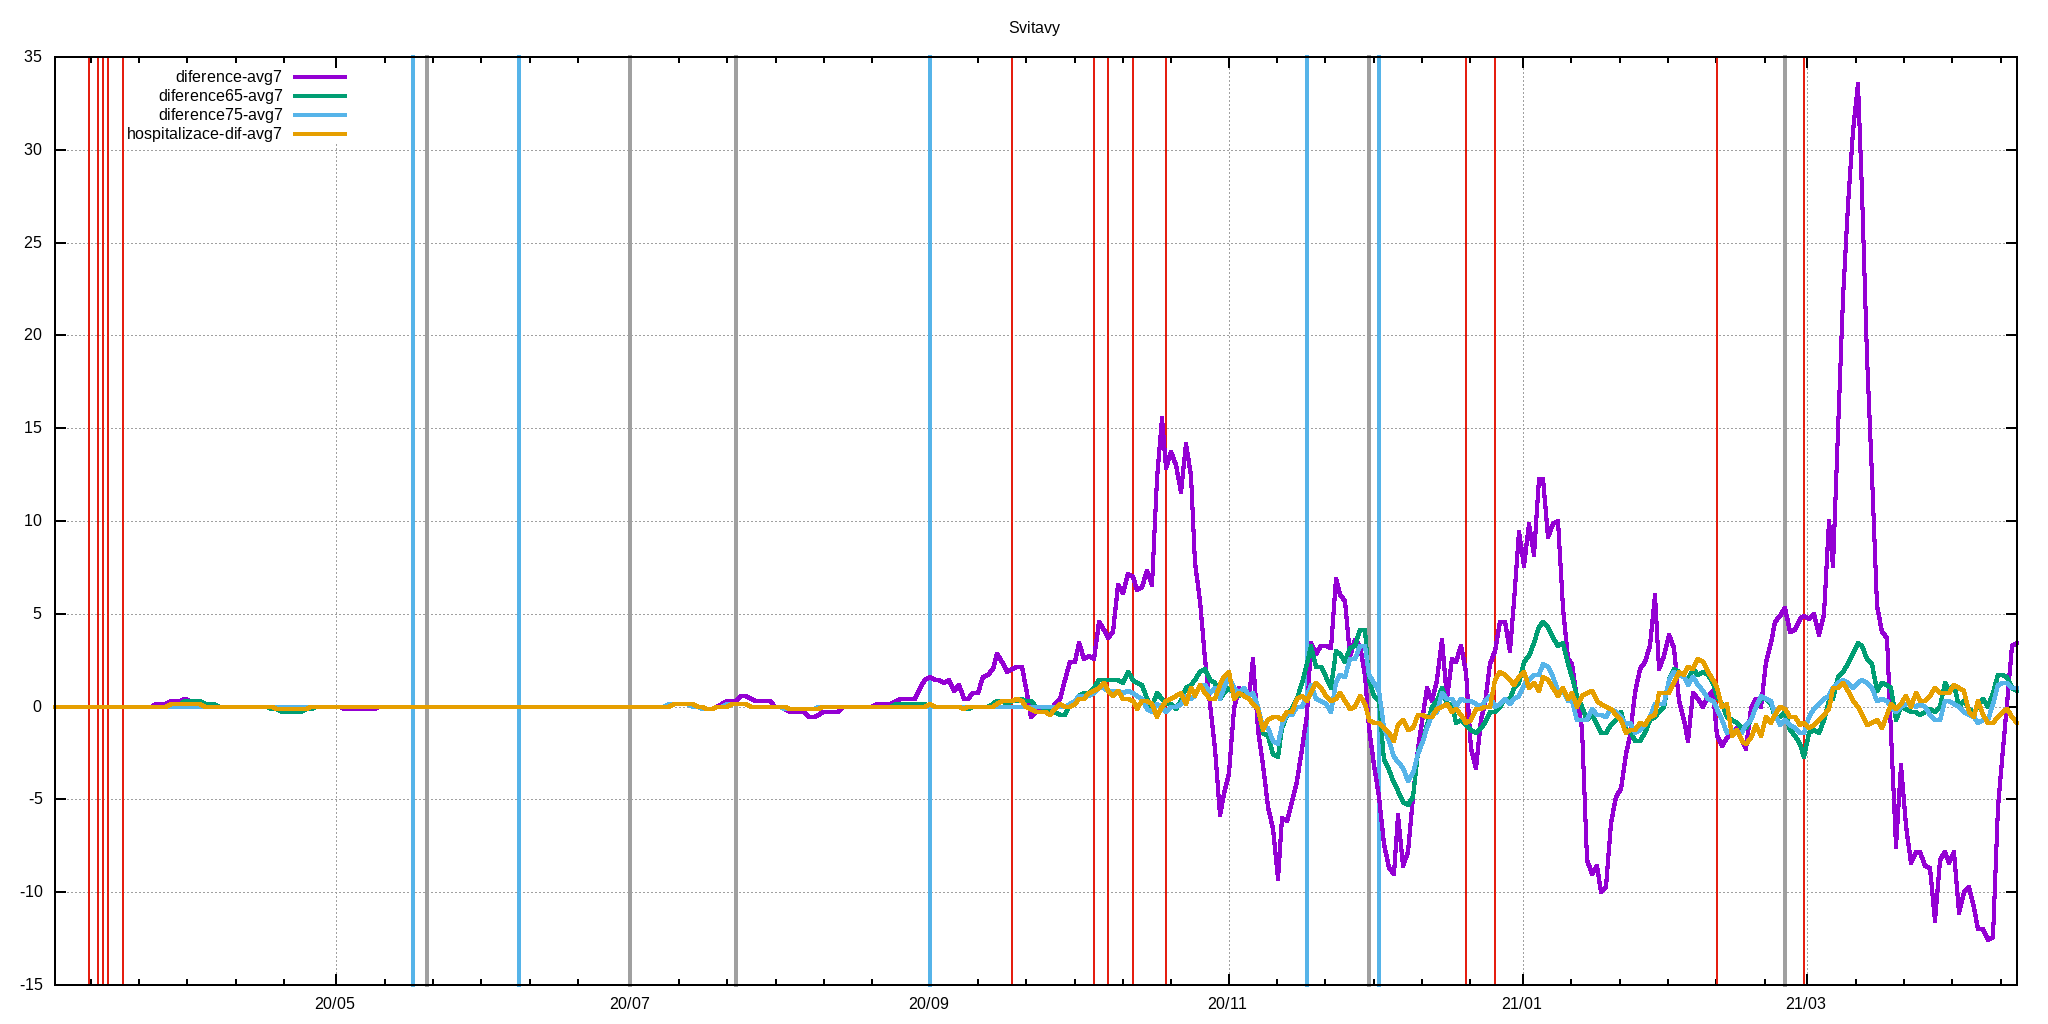 Svitavy
35
diference-avg7
diference65-avg7
diference75-avg7
hospitalizace-dif-avg7
30
25
20
15
10
5
0
-5
-10
-15
20/05 20/07 20/09 20/11 21/01 21/03